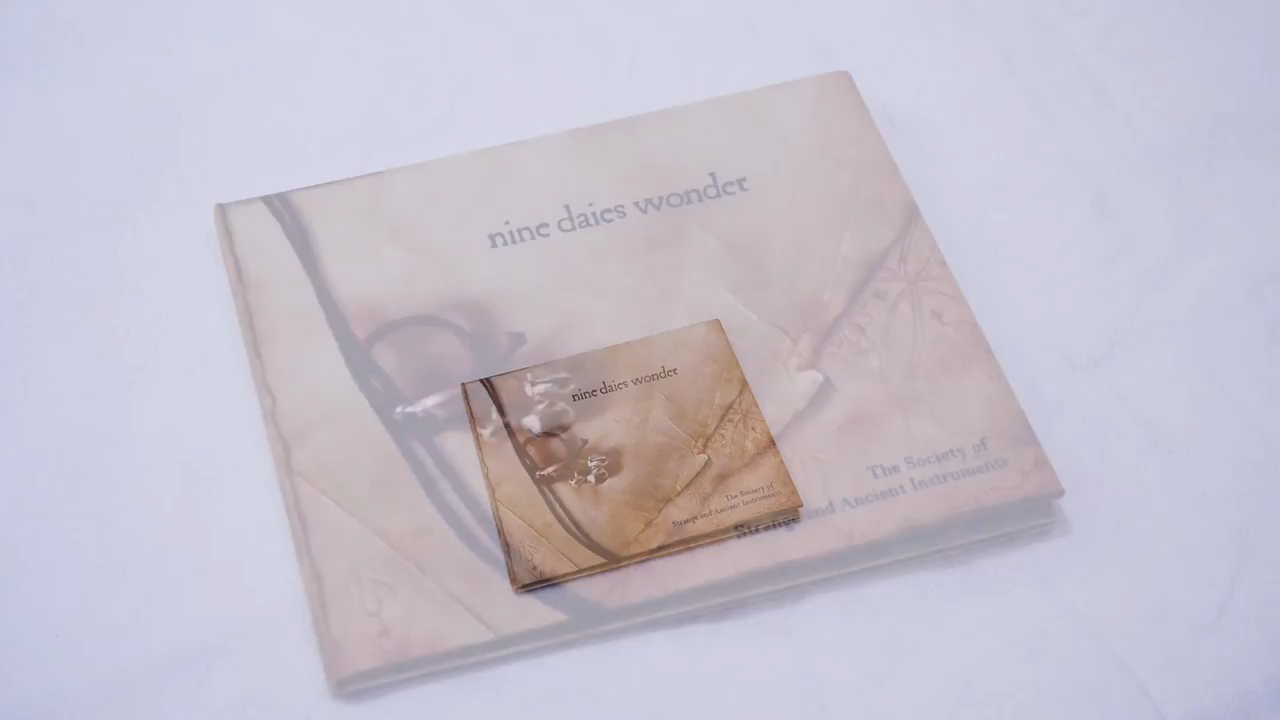 nine daies wonder
The Society of
Strange and Ancient Instruments
nine daies wonder
The Society of
Strange and Ancient Instruments